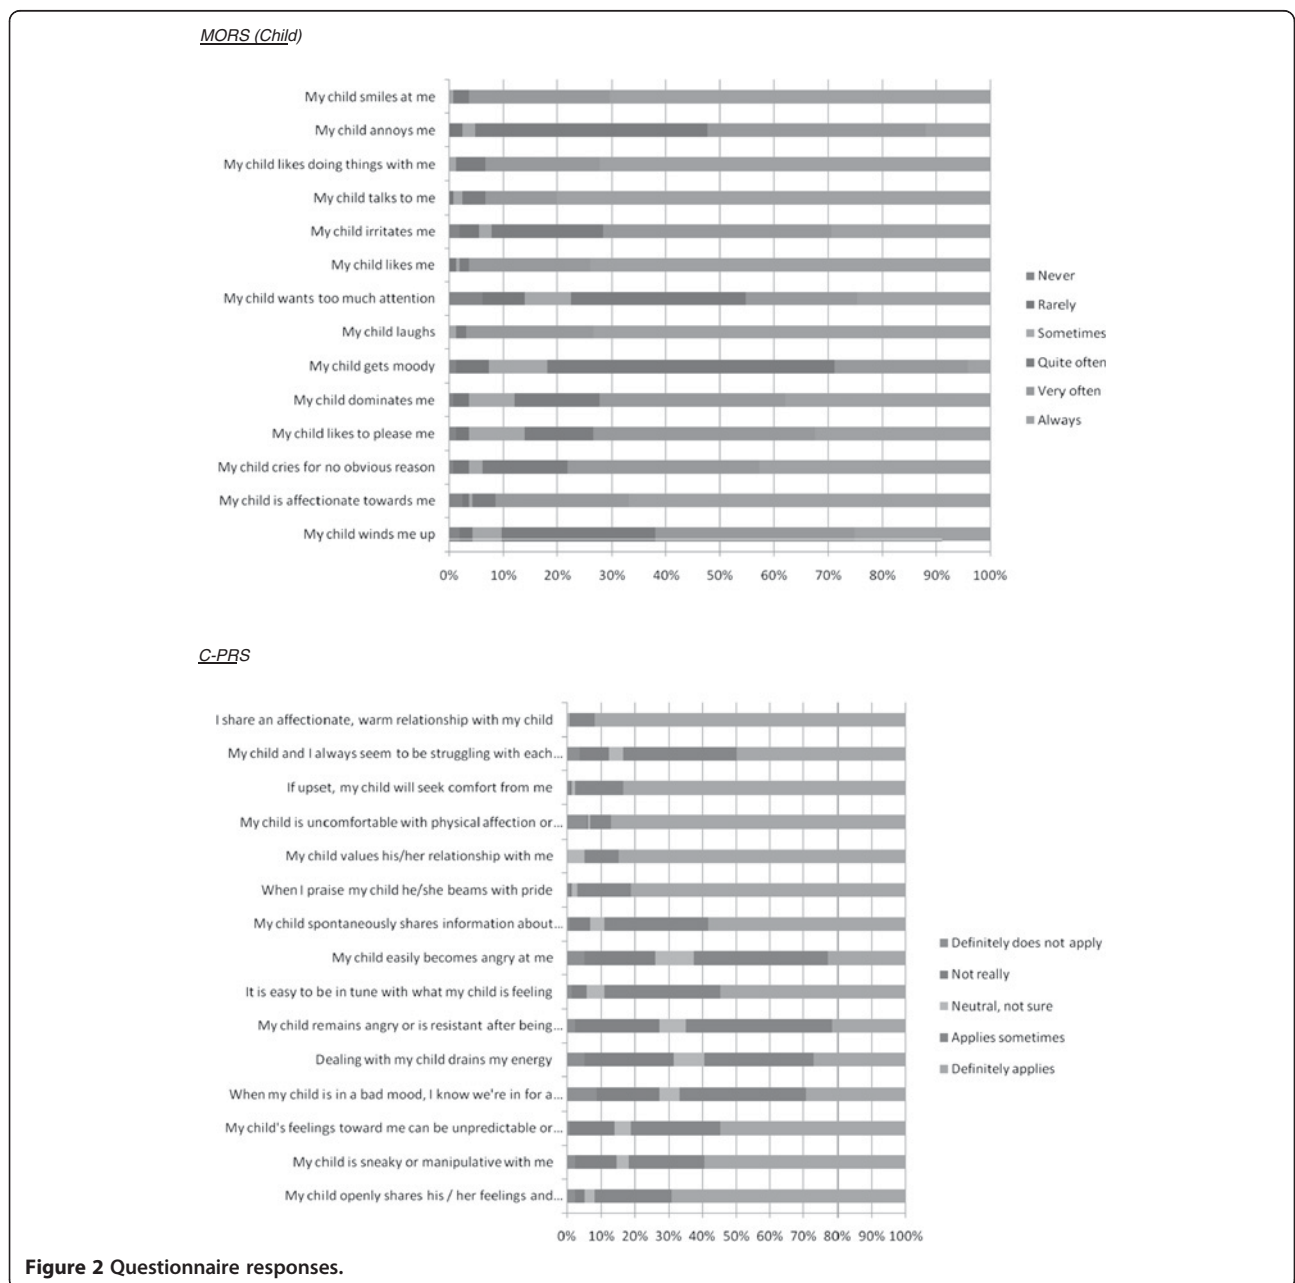 MORS (Child)
My child smiles at me
My child annoys me
My child likes doing things with me
My child talks to me
My child irritates me
My child likes me
My child wants too much attention
My child laughs
My child gets moody
My child dominates me
My child likes to please me
My child cries for no obvious reason
My child is affectionate towards me
My child winds me up
0% 10% 20% 30% 40% 50% 60% 70% 80% 90% 100%
Never
Rarely
Sometimes
Quite often
Very often
Always
C-PRS
I share an affectionate, warm relationship with my child
My child and I always seem to be struggling with each...
If upset, my child will seek comfort from me
My child is uncomfortable with physical affection or...
My child values his/her relationship with me
When I praise my child he/she beams with pride
My child spontaneously shares information about...
My child easily becomes angry at me
It is easy to be in tune with what my child is feeling
My child remains angry or is resistant after being...
Dealing with my child drains my energy
When my child is in a bad mood, I know we're in for a...
My child's feelings toward me can be unpredictable or...
My child is sneaky or manipulative with me
My child openly shares his / her feelings and...
0% 10% 20% 30% 40% 50% 60% 70% 80% 90% 100%
Definitely does not apply
Not really
Neutral, not sure
Applies sometimes
Definitely applies
Figure 2 Questionnaire responses.